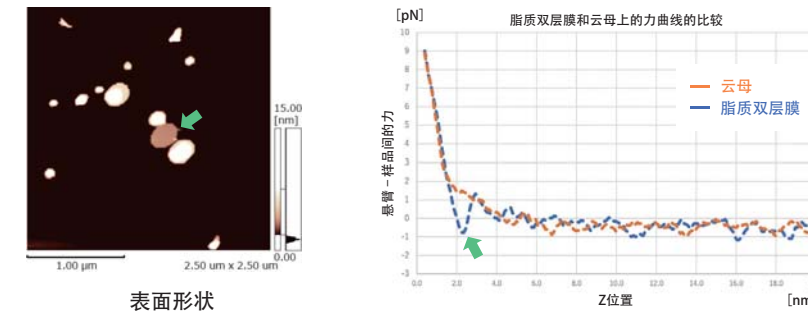 15.00
[nm]
0.00
1.00 μm
2.50 um x 2.50 um
表面形状
[pN]
脂质双层膜和云母上的力曲线的比较
10
9
8
7
6
5
4
3
2
1
0
-1
-2
-3
云母
脂质双层膜
悬臂－样品间的力
0.0 2.0 4.0 6.0 8.0 10.0 12.0 14.0 16.0 18.0
Z位置
[nm